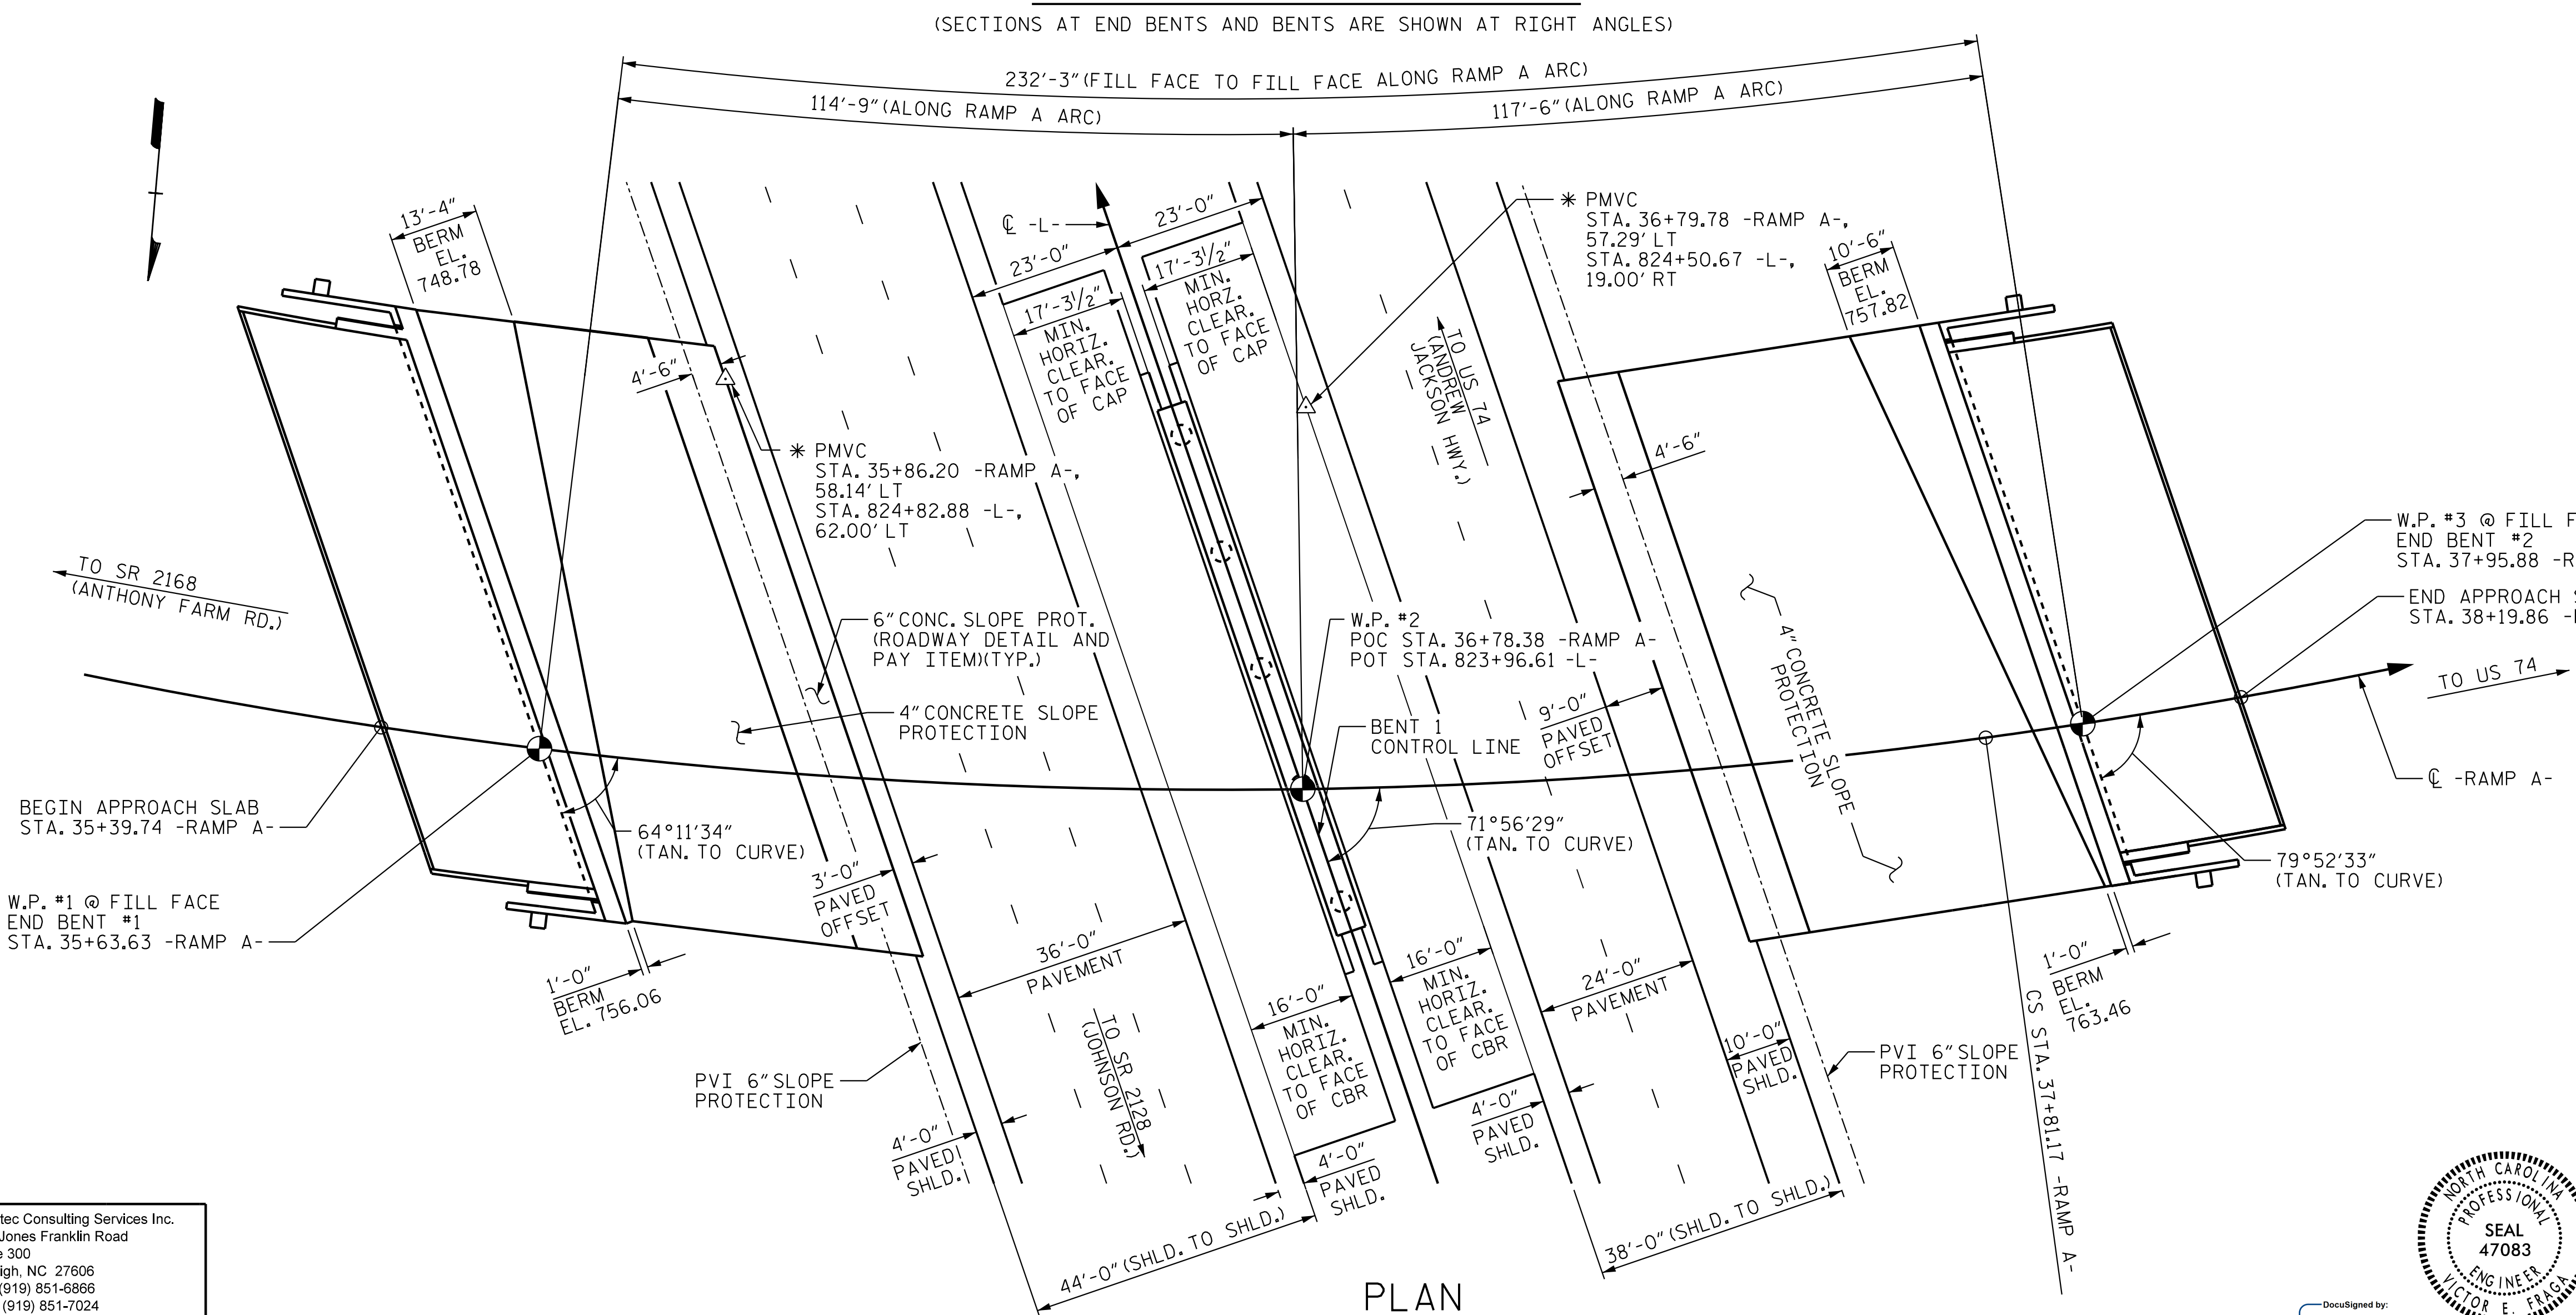 (SECTIONS AT END BENTS AND BENTS ARE SHOWN AT RIGHT ANGLES)
232'-3" (FILL FACE TO FILL FACE ALONG RAMP A ARC)
114'-9" (ALONG RAMP A ARC)
117'-6" (ALONG RAMP A ARC)
13'-4"
BERM
EL.
748.78
℄ -L-
23'-0"
23'-0"
17'-3½"
MIN.
HORIZ.
CLEAR.
TO FACE
OF CAP
17'-3½"
MIN.
HORZ.
CLEAR.
TO FACE
OF CAP
* PMVC
STA. 36+79.78 -RAMP A-,
57.29' LT
STA. 824+50.67 -L-,
19.00' RT
10'-6"
BERM
EL.
757.82
4'-6"
* PMVC
STA. 35+86.20 -RAMP A-,
58.14' LT
STA. 824+82.88 -L-,
62.00' LT
TO US 74
(ANDREW
JACKSON HWY.)
4'-6"
W.P. #3 @ FILL F
END BENT #2
STA. 37+95.88 -R
END APPROACH S
STA. 38+19.86 -
TO SR 2168
(ANTHONY FARM RD.)
6" CONC. SLOPE PROT.
(ROADWAY DETAIL AND
PAY ITEM)(TYP.)
4" CONCRETE SLOPE
PROTECTION
W.P. #2
POC STA. 36+78.38 -RAMP A-
POT STA. 823+96.61 -L-
BENT 1
CONTROL LINE
9'-0"
PAVED
OFFSET
4" CONCRETE SLOPE
PROTECTION
TO US 74
℄ -RAMP A-
BEGIN APPROACH SLAB
STA. 35+39.74 -RAMP A-
64°11'34"
(TAN. TO CURVE)
71°56'29"
(TAN. TO CURVE)
79°52'33"
(TAN. TO CURVE)
W.P. #1 @ FILL FACE
END BENT #1
STA. 35+63.63 -RAMP A-
3'-0"
PAVED
OFFSET
36'-0"
PAVEMENT
1'-0"
BERM
EL. 756.06
16'-0"
MIN.
HORIZ.
CLEAR.
TO FACE
OF CBR
16'-0"
MIN.
HORIZ.
CLEAR.
TO FACE
OF CBR
24'-0"
PAVEMENT
10'-0"
PAVED
SHLD.
1'-0"
BERM
EL.
763.46
CS STA. 37+81.17 -RAMP A-
PVI 6" SLOPE
PROTECTION
PVI 6" SLOPE
PROTECTION
TO SR 2128
(JOHNSON RD.)
4'-0"
PAVED
SHLD.
4'-0"
PAVED
SHLD.
4'-0"
PAVED
SHLD.
44'-0" (SHLD. TO SHLD.)
38'-0" (SHLD. TO SHLD.)
PLAN
tec Consulting Services Inc.
Jones Franklin Road
e 300
igh, NC 27606
(919) 851-6866
(919) 851-7024
NORTH CAROLINA
PROFESSIONAL
SEAL
47083
ENGINEER
VICTOR E. FRAGA
DocuSigned by: